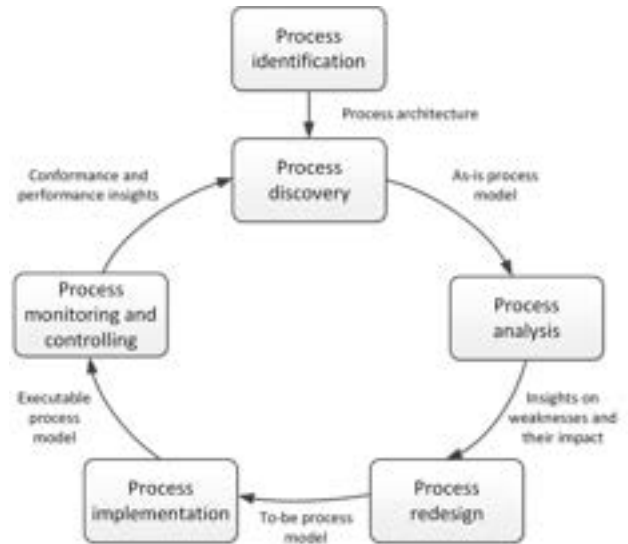 Process
identification
Process architecture
Process
discovery
As-is process
model
Process
analysis
Insights on
weaknesses and
their impact
Process
redesign
To-be process
model
Process
implementation
Executable
process
model
Process
monitoring and
controlling
Conformance and
performance insights